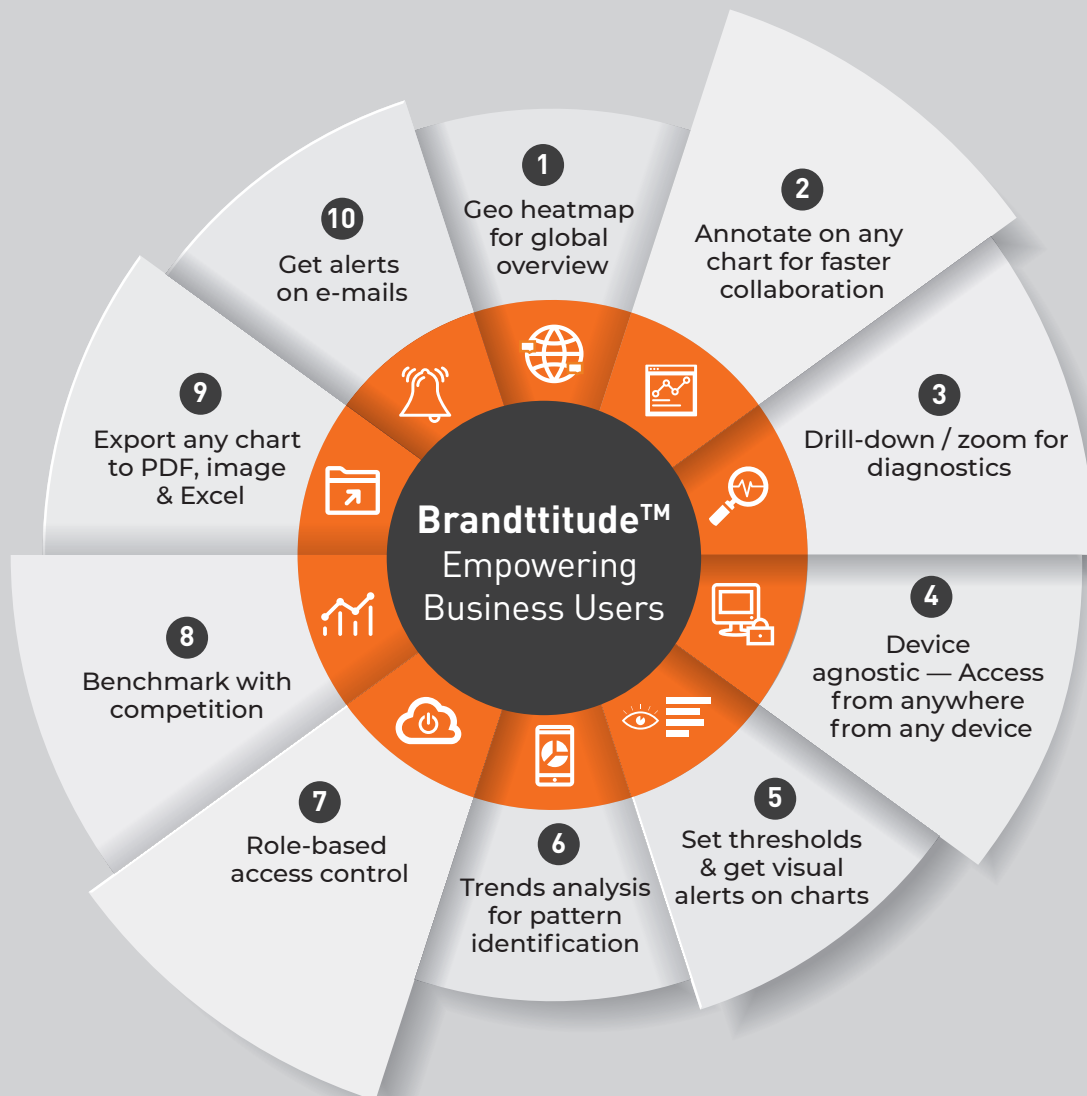 Brandttitude™
Empowering
Business Users
1
Geo heatmap
for global
overview
2
Annotate on any
chart for faster
collaboration
3
Drill-down / zoom for
diagnostics
4
Device
agnostic — Access
from anywhere
from any device
5
Set thresholds
& get visual
alerts on charts
6
Trends analysis
for pattern
identification
7
Role-based
access control
8
Benchmark with
competition
9
Export any chart
to PDF, image
& Excel
10
Get alerts
on e-mails